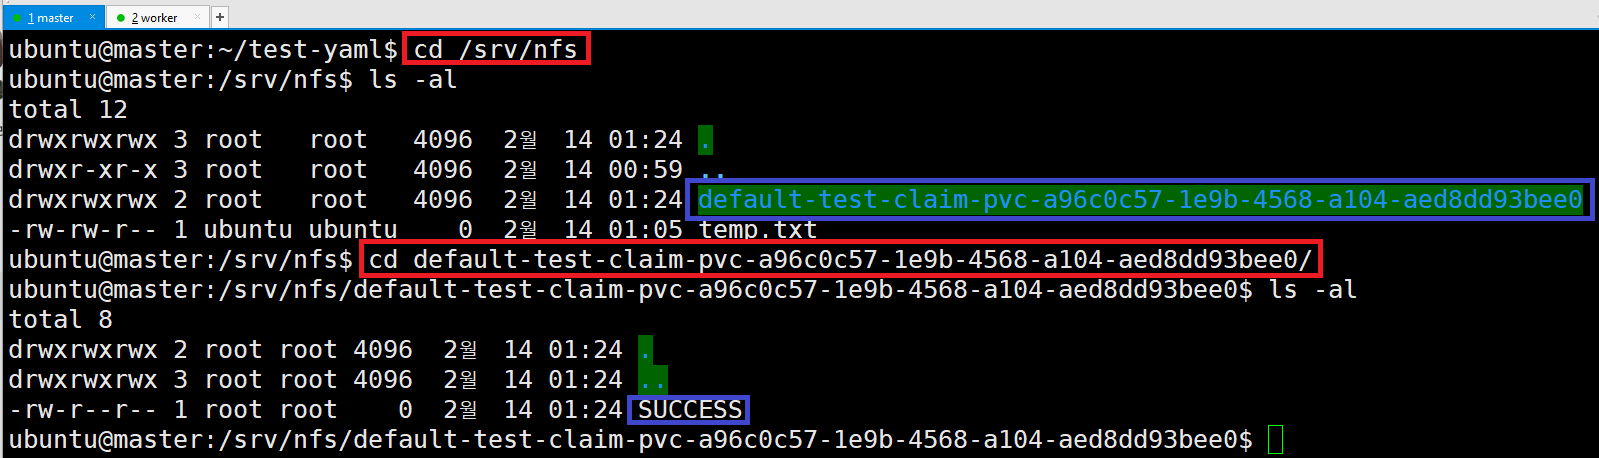 1 master × 2 worker × +
ubuntu@master:~/test-yaml$ cd /srv/nfs
ubuntu@master:/srv/nfs$ ls -al
total 12
drwxrwxrwx 3 root   root   4096  2월  14 01:24 .
drwxr-xr-x 3 root   root   4096  2월  14 00:59 ..
drwxrwxrwx 2 root   root   4096  2월  14 01:24 default-test-claim-pvc-a96c0c57-1e9b-4568-a104-aed8dd93bee0
-rw-rw-r-- 1 ubuntu ubuntu    0  2월  14 01:05 temp.txt
ubuntu@master:/srv/nfs$ cd default-test-claim-pvc-a96c0c57-1e9b-4568-a104-aed8dd93bee0/
ubuntu@master:/srv/nfs/default-test-claim-pvc-a96c0c57-1e9b-4568-a104-aed8dd93bee0$ ls -al
total 8
drwxrwxrwx 2 root root 4096  2월  14 01:24 .
drwxrwxrwx 3 root root 4096  2월  14 01:24 ..
-rw-r--r-- 1 root root    0  2월  14 01:24 SUCCESS
ubuntu@master:/srv/nfs/default-test-claim-pvc-a96c0c57-1e9b-4568-a104-aed8dd93bee0$